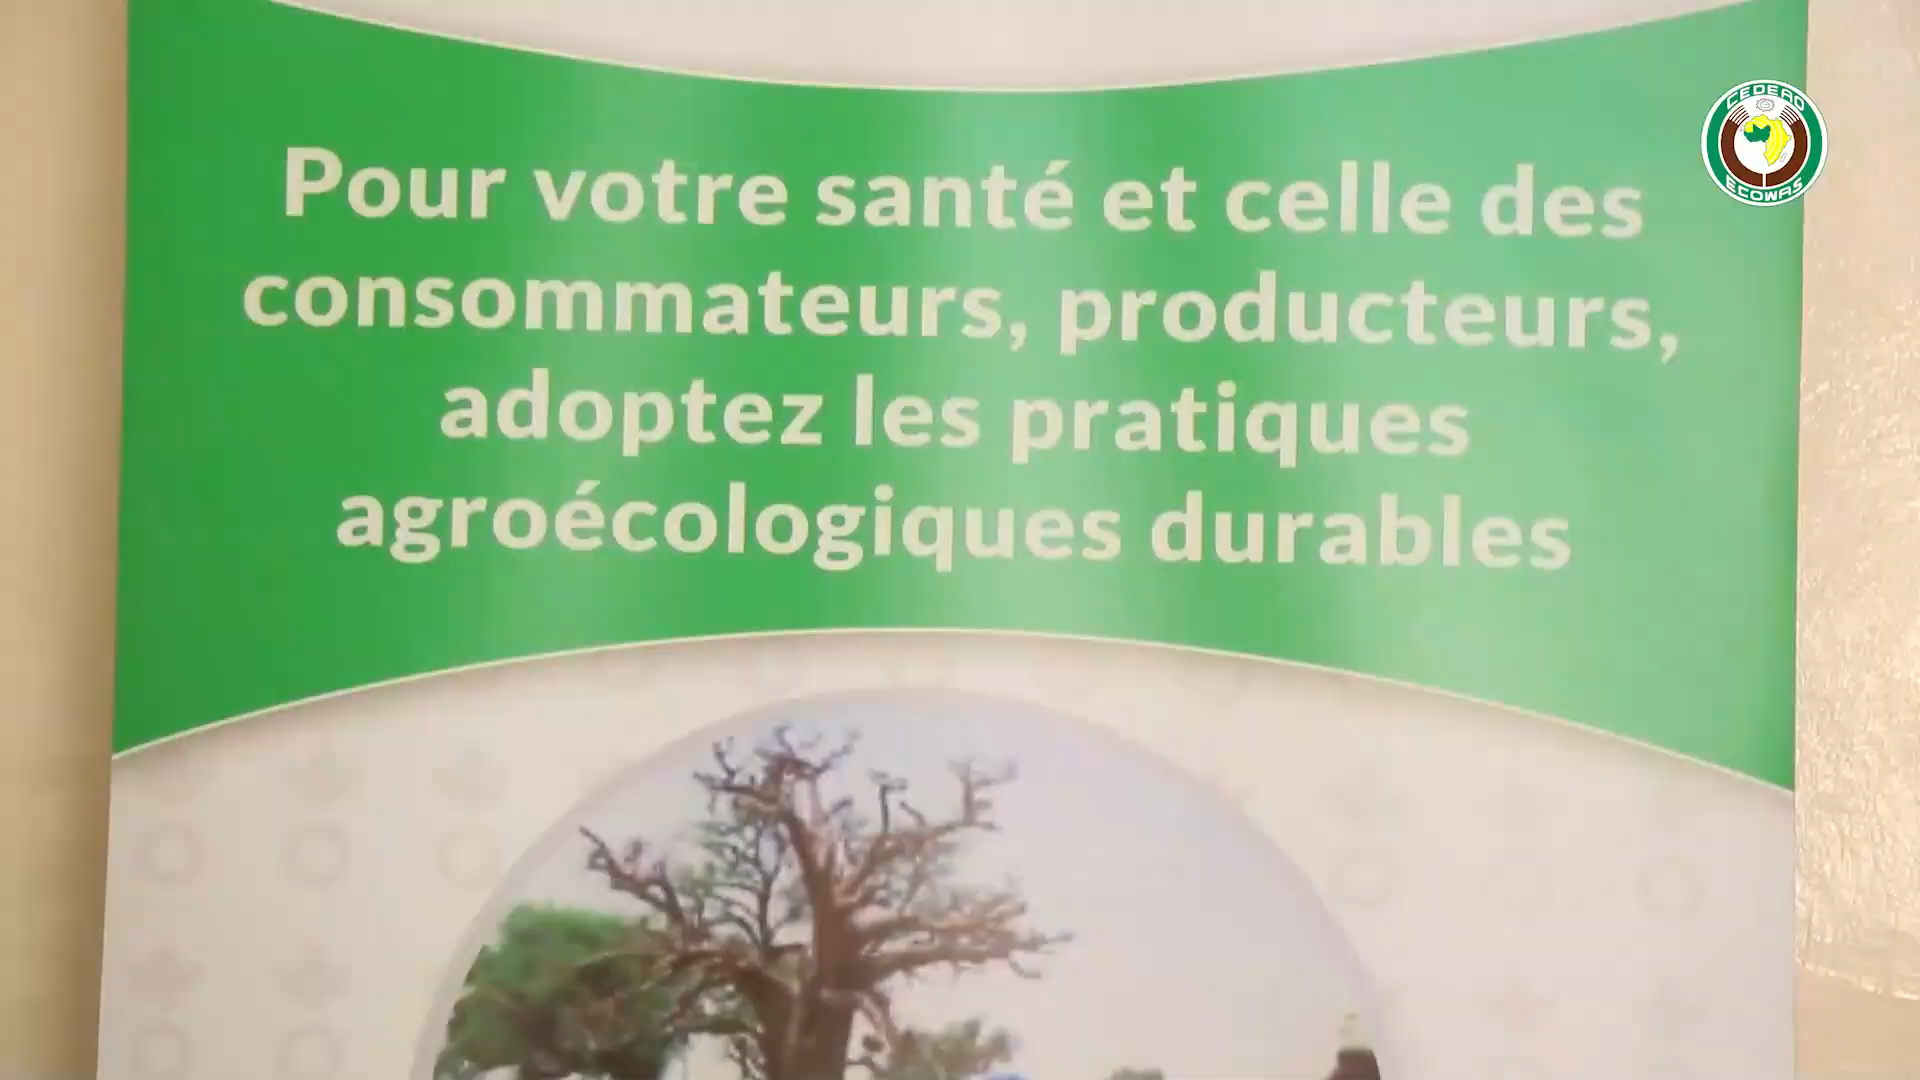 Pour votre santé et celle des
consommateurs, producteurs,
adoptez les pratiques
agroécologiques durables
CEDEAO
ECOWAS